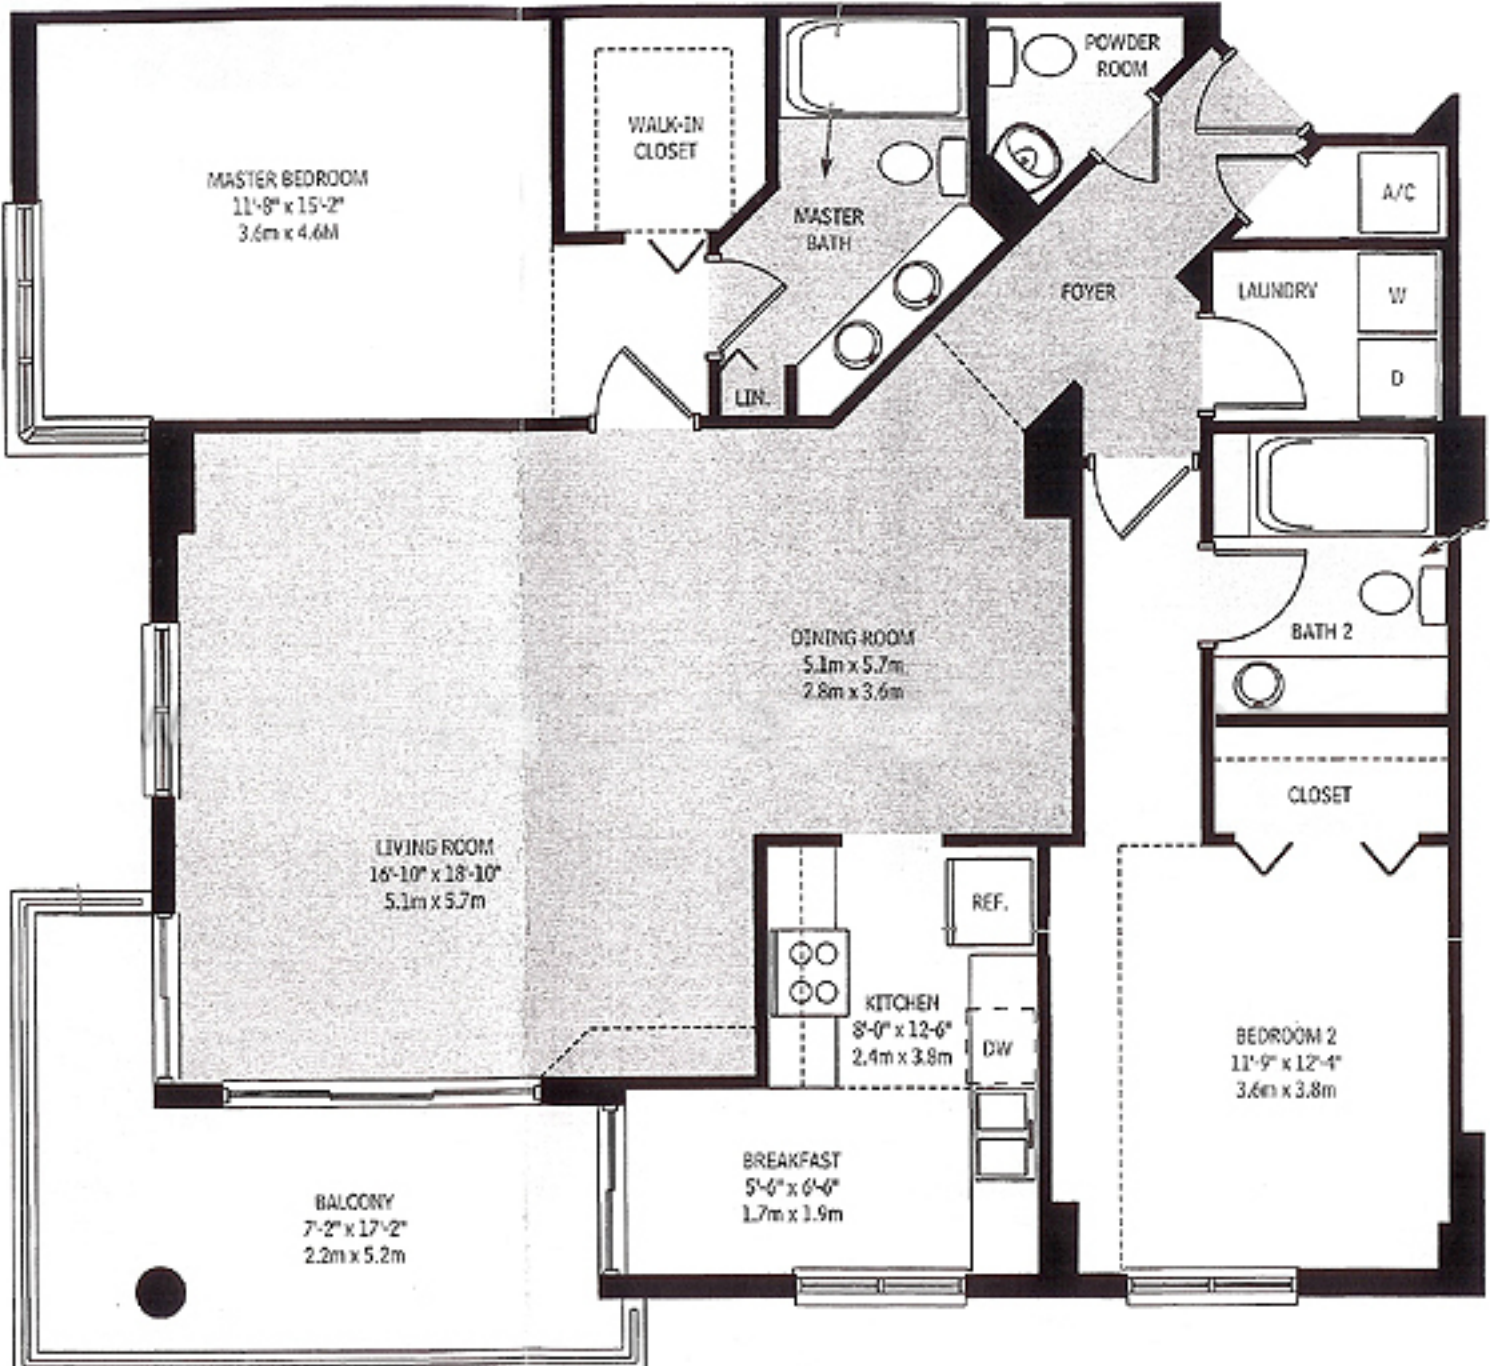 POWDER
ROOM
WALK-IN
CLOSET
MASTER BEDROOM
11'-8" x 15'-2"
3.6m x 4.6M
MASTER
BATH
A/C
FOYER
LAUNDRY
W
D
LIN.
BATH 2
DINING ROOM
5.1m x 5.7m
2.8m x 3.6m
CLOSET
LIVING ROOM
16'-10" x 18'-10"
5.1m x 5.7m
REF.
KITCHEN
8'-0" x 12-6"
2.4m x 3.8m
DW
BEDROOM 2
11'-9" x 12'-4"
3.6m x 3.8m
BREAKFAST
5'-6" x 6'-6"
1.7m x 1.9m
BALCONY
7'-2" x 17'-2"
2.2m x 5.2m